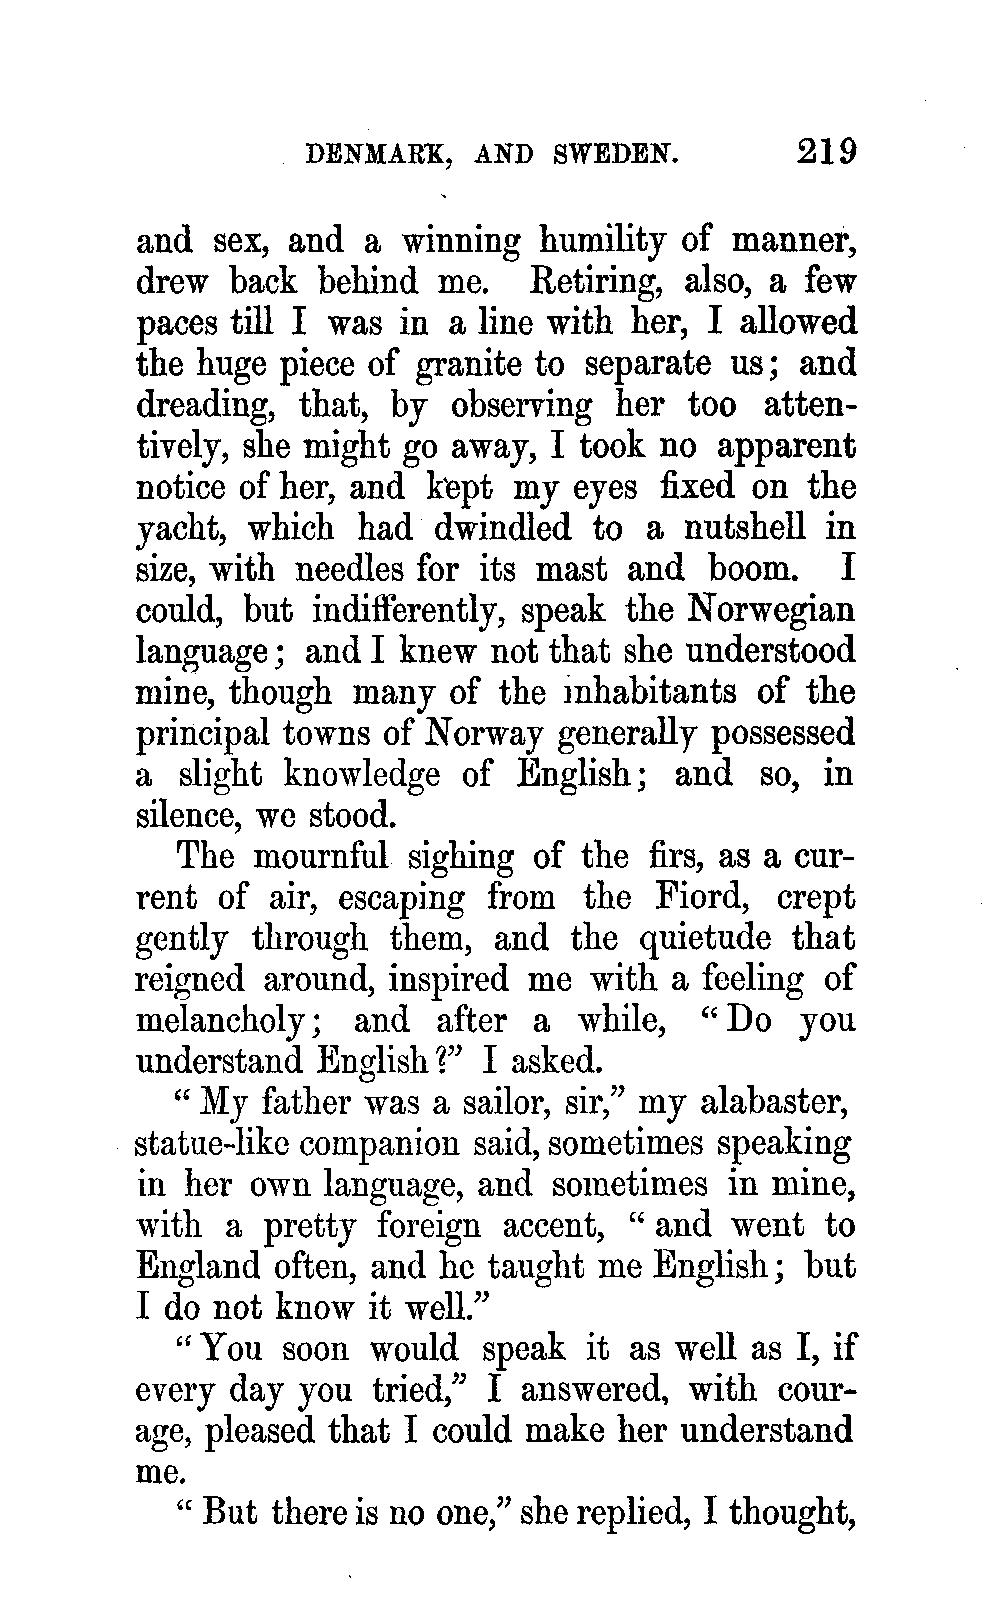 DENMARK, AND SWEDEN. 219
and sex, and a winning humility of manner,
drew back behind me. Retiring, also, a few
paces till I was in a line with her, I allowed
the huge piece of granite to separate us; and
dreading, that, by observing her too atten-
tively, she might go away, I took no apparent
notice of her, and kept my eyes fixed on the
yacht, which had dwindled to a nutshell in
size, with needles for its mast and boom. I
could, but indifferently, speak the Norwegian
language; and I knew not that she understood
mine, though many of the inhabitants of the
principal towns of Norway generally possessed
a slight knowledge of English; and so, in
silence, we stood.
The mournful sighing of the firs, as a cur-
rent of air, escaping from the Fiord, crept
gently through them, and the quietude that
reigned around, inspired me with a feeling of
melancholy; and after a while, “Do you
understand English?” I asked.
“My father was a sailor, sir,” my alabaster,
statue-like companion said, sometimes speaking
in her own language, and sometimes in mine,
with a pretty foreign accent, “and went to
England often, and he taught me English; but
I do not know it well.”
“You soon would speak it as well as I, if
every day you tried,” I answered, with cour-
age, pleased that I could make her understand
me.
“But there is no one,” she replied, I thought,